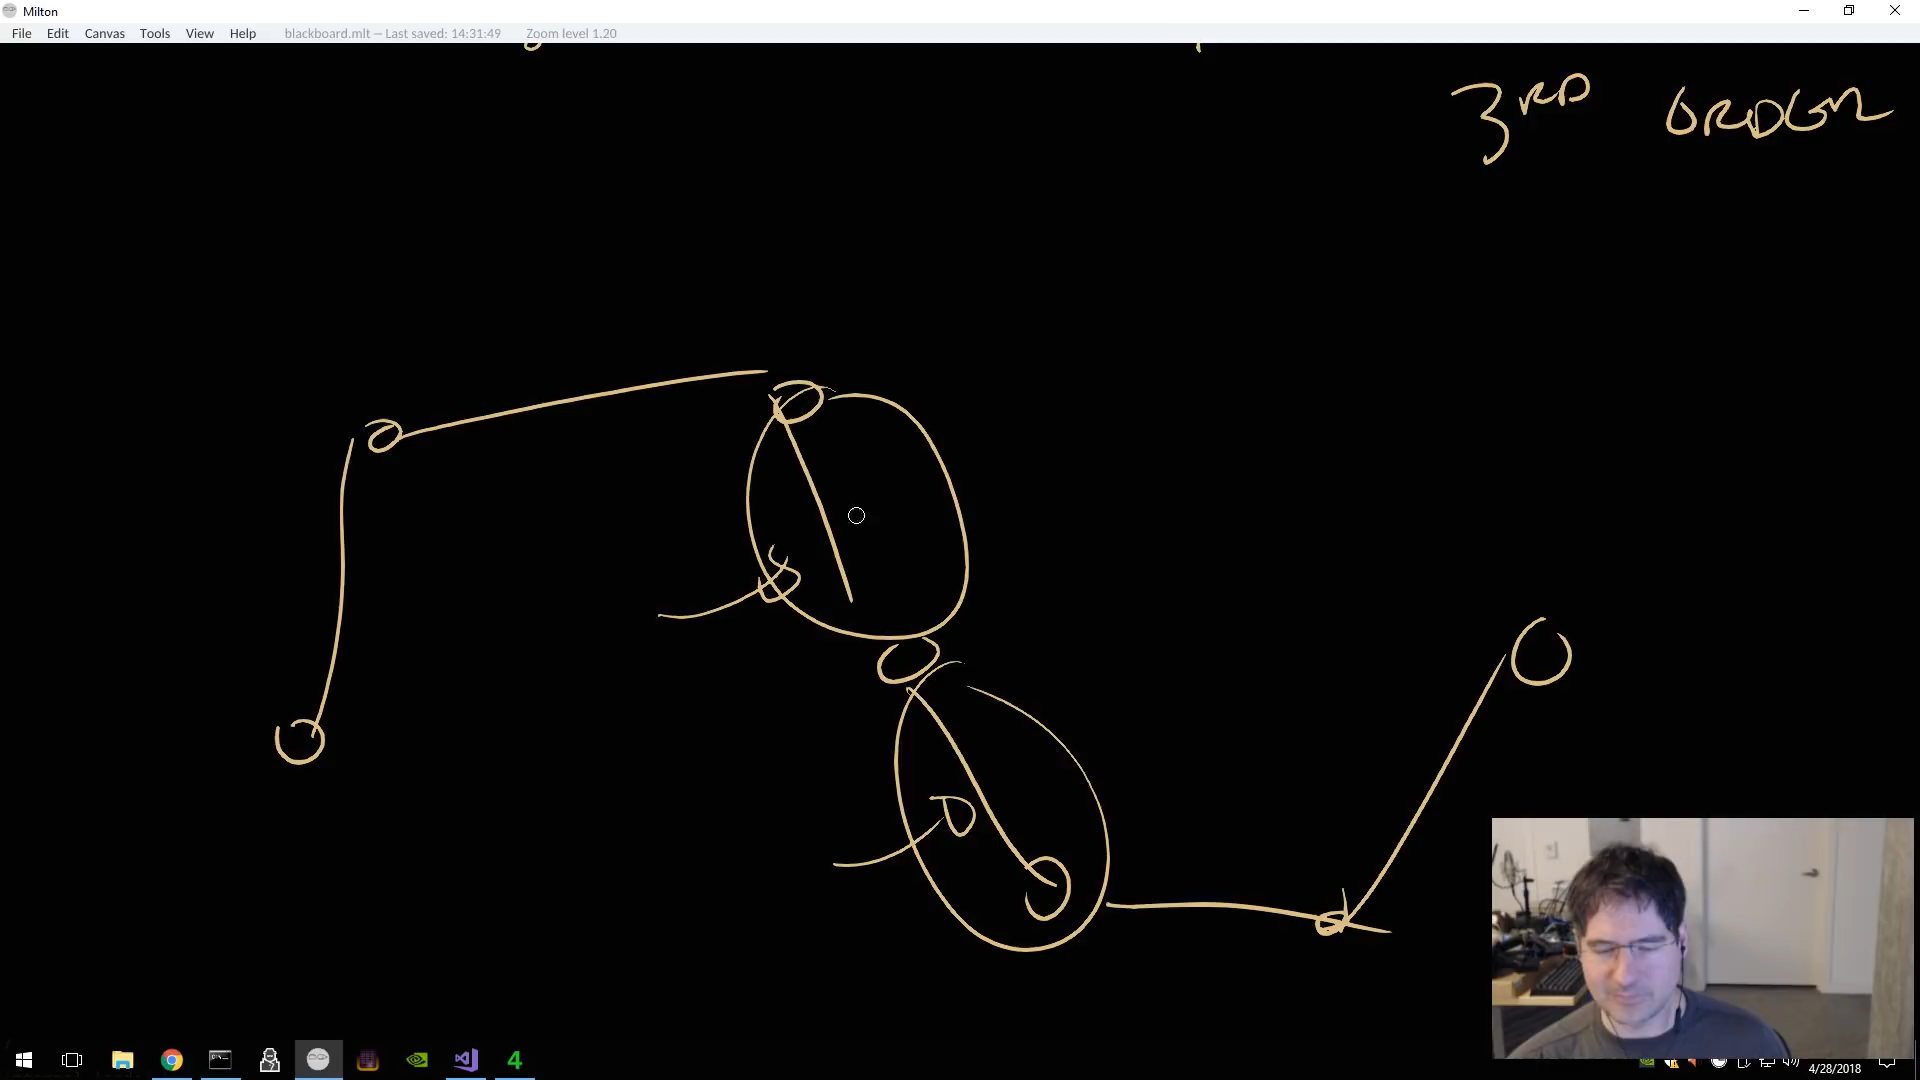 Milton
File Edit Canvas Tools View Help blackboard.mlt – Last saved: 14:31:49 Zoom level 1.20
3RD ORDER
S
D
4
4/28/2018